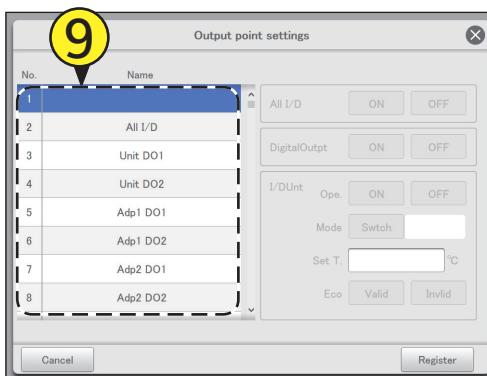 9
Output point settings
No. Name
1
2 All I/D
3 Unit DO1
4 Unit DO2
5 Adp1 DO1
6 Adp1 DO2
7 Adp2 DO1
8 Adp2 DO2
All I/D ON OFF
DigitalOutpt ON OFF
I/DUnt
Ope. ON OFF
Mode Swtch
Set T. °C
Eco Valid Invlid
Cancel Register